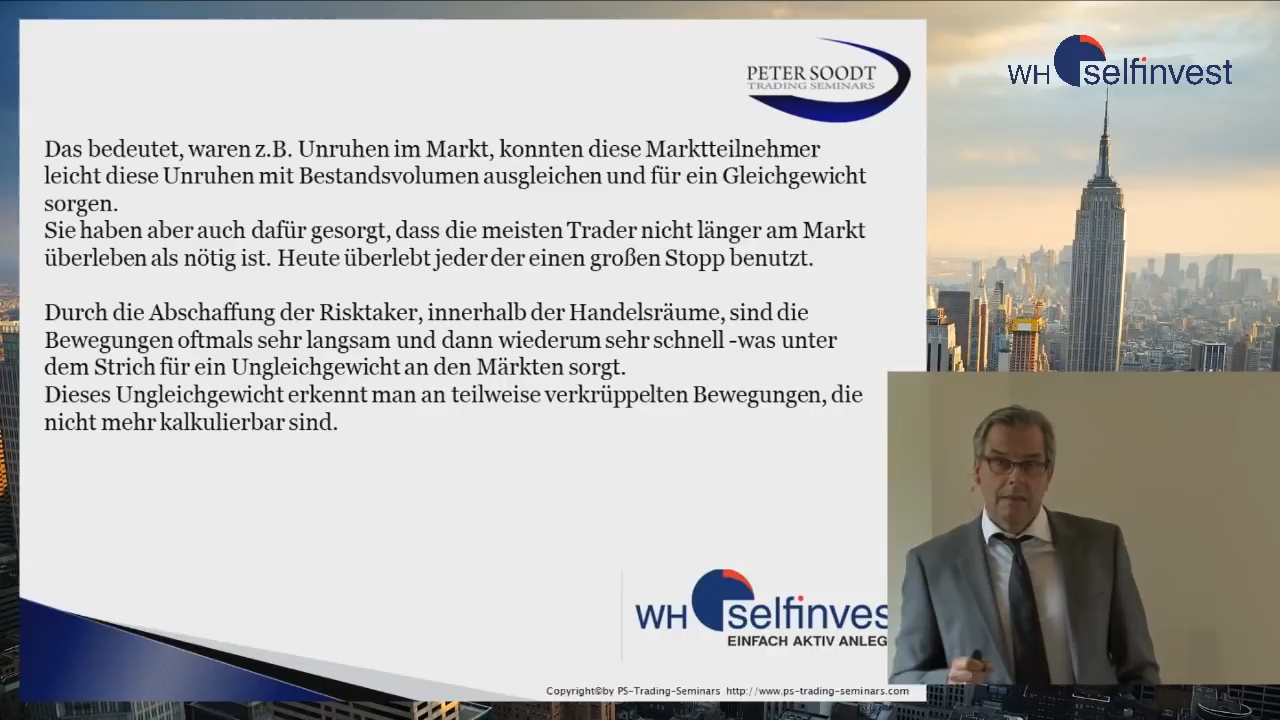 PETER SOODT
TRADING SEMINARS
WH selfinvest
Das bedeutet, waren z.B. Unruhen im Markt, konnten diese Marktteilnehmer
leicht diese Unruhen mit Bestandsvolumen ausgleichen und für ein Gleichgewicht
sorgen.
Sie haben aber auch dafür gesorgt, dass die meisten Trader nicht länger am Markt
überleben als nötig ist. Heute überlebt jeder der einen großen Stopp benutzt.
Durch die Abschaffung der Risktaker, innerhalb der Handelsräume, sind die
Bewegungen oftmals sehr langsam und dann wiederum sehr schnell -was unter
dem Strich für ein Ungleichgewicht an den Märkten sorgt.
Dieses Ungleichgewicht erkennt man an teilweise verkrüppelten Bewegungen, die
nicht mehr kalkulierbar sind.
WH selfinves
EINFACH AKTIV ANLEG
Copyright©by PS-Trading-Seminars http://www.ps-trading-seminars.com